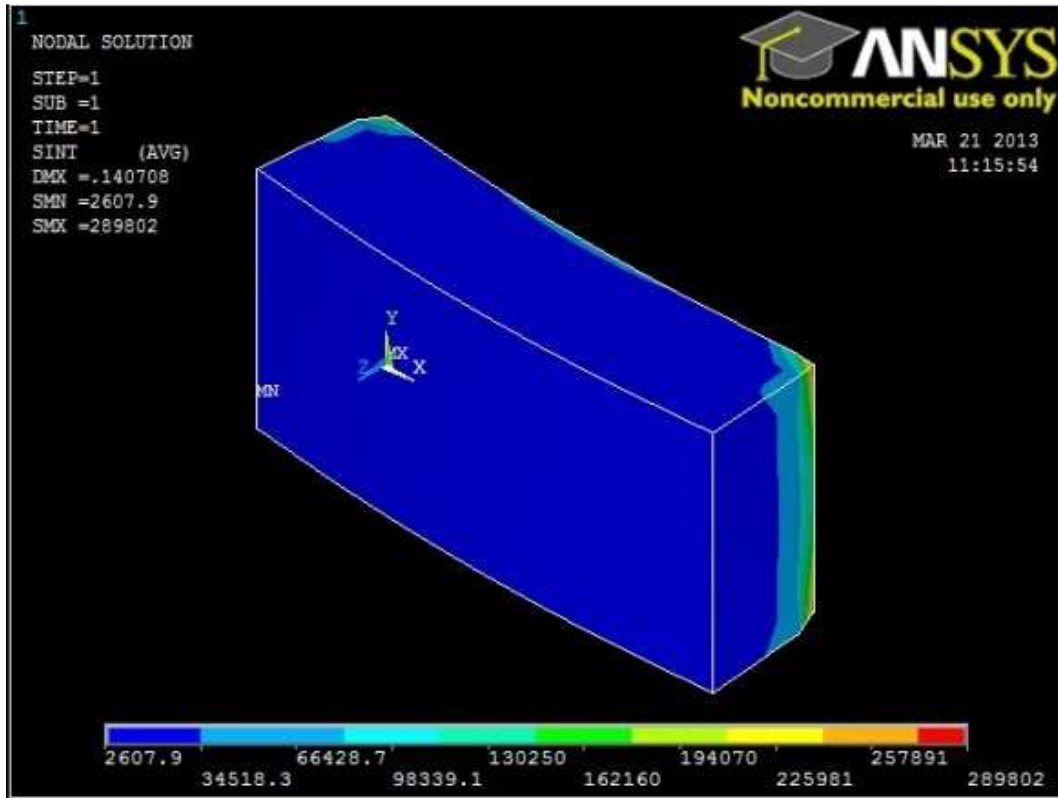 1
NODAL SOLUTION
STEP=1
SUB =1
TIME=1
SINT (AVG)
DMX =.140708
SMN =2607.9
SMX =289802
ANSYS
Noncommercial use only
MAR 21 2013
11:15:54
Y
MX
Z X
MN
2607.9 66428.7 130250 194070 257891
34518.3 98339.1 162160 225981 289802